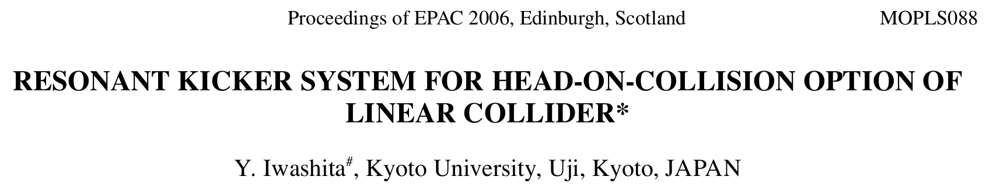 Proceedings of EPAC 2006, Edinburgh, Scotland MOPLS088
RESONANT KICKER SYSTEM FOR HEAD-ON-COLLISION OPTION OF
LINEAR COLLIDER*
Y. Iwashita#, Kyoto University, Uji, Kyoto, JAPAN